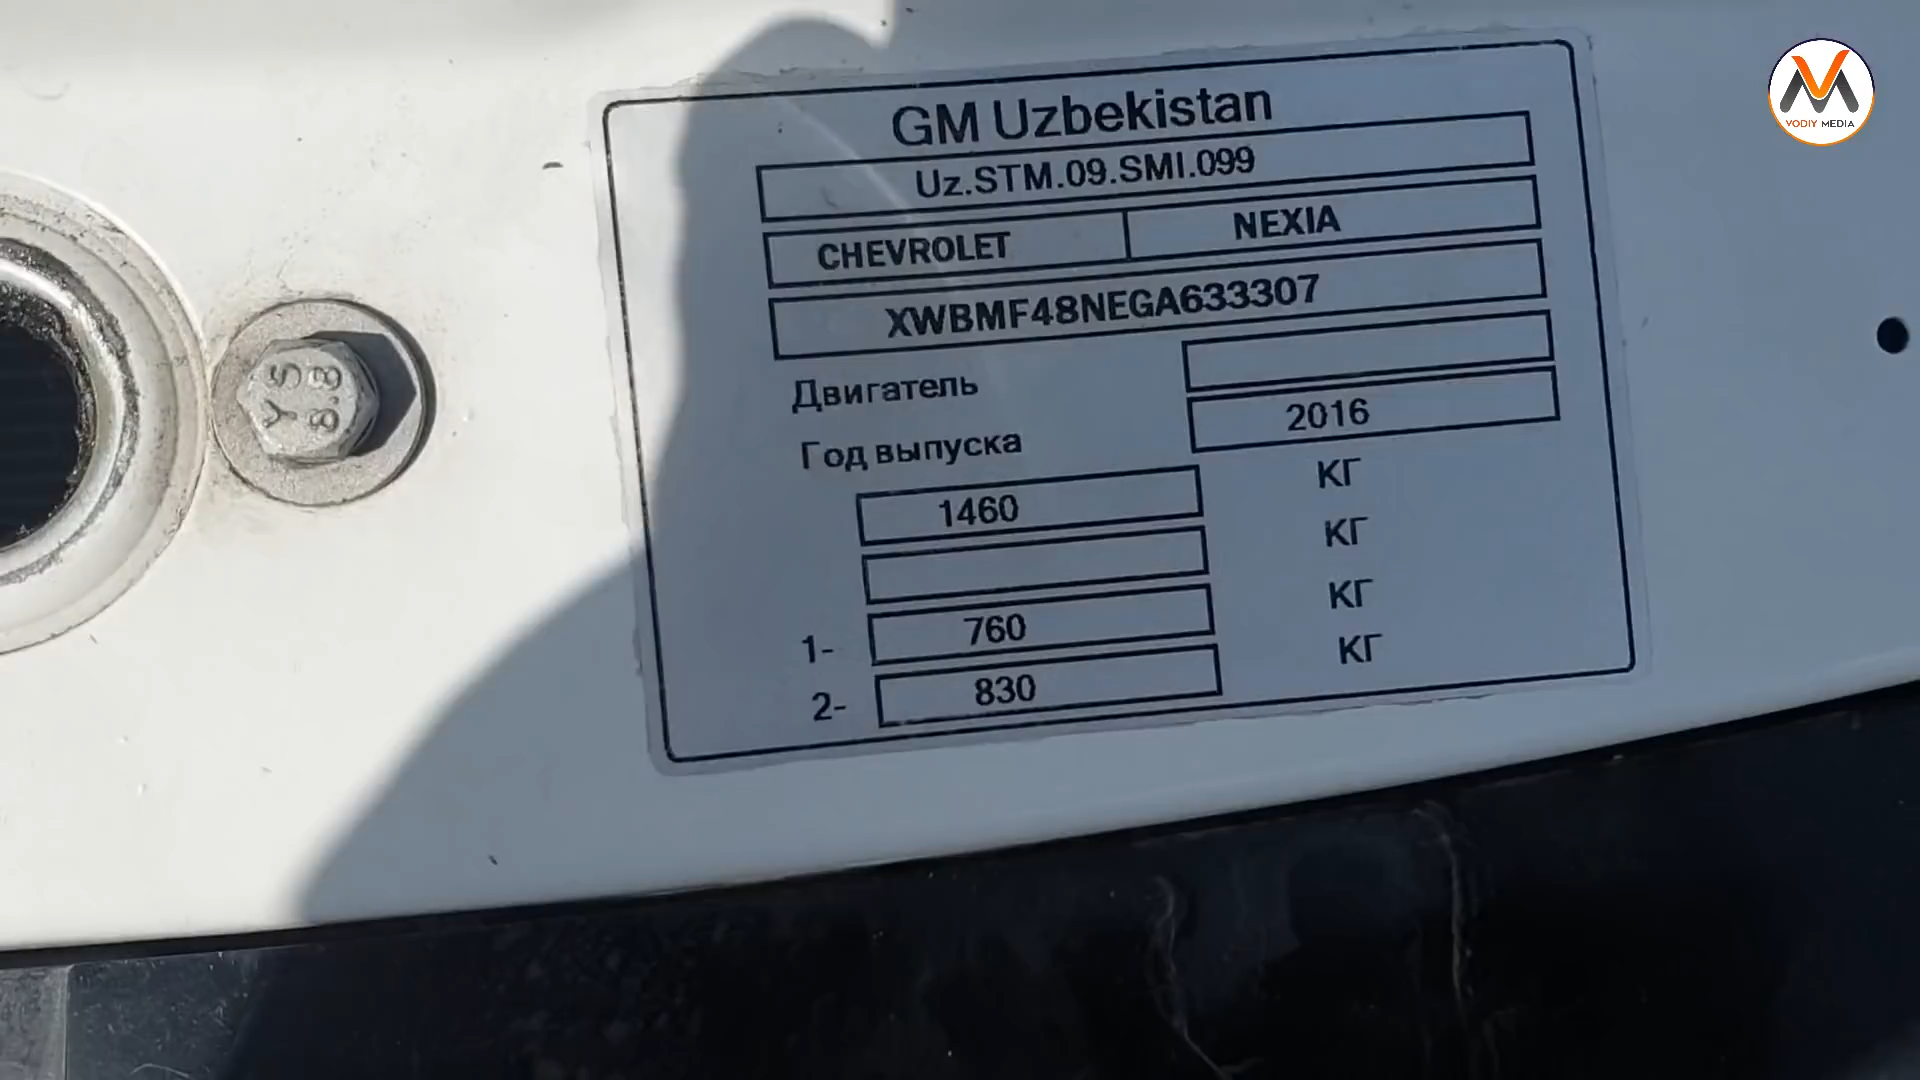 GM Uzbekistan
Uz.STM.09.SMI.099
CHEVROLET NEXIA
XWBMF48NEGA633307
Двигатель
Год выпуска 2016
1460 КГ
КГ
1- 760 КГ
2- 830 КГ
YS
8.8
VODIY MEDIA